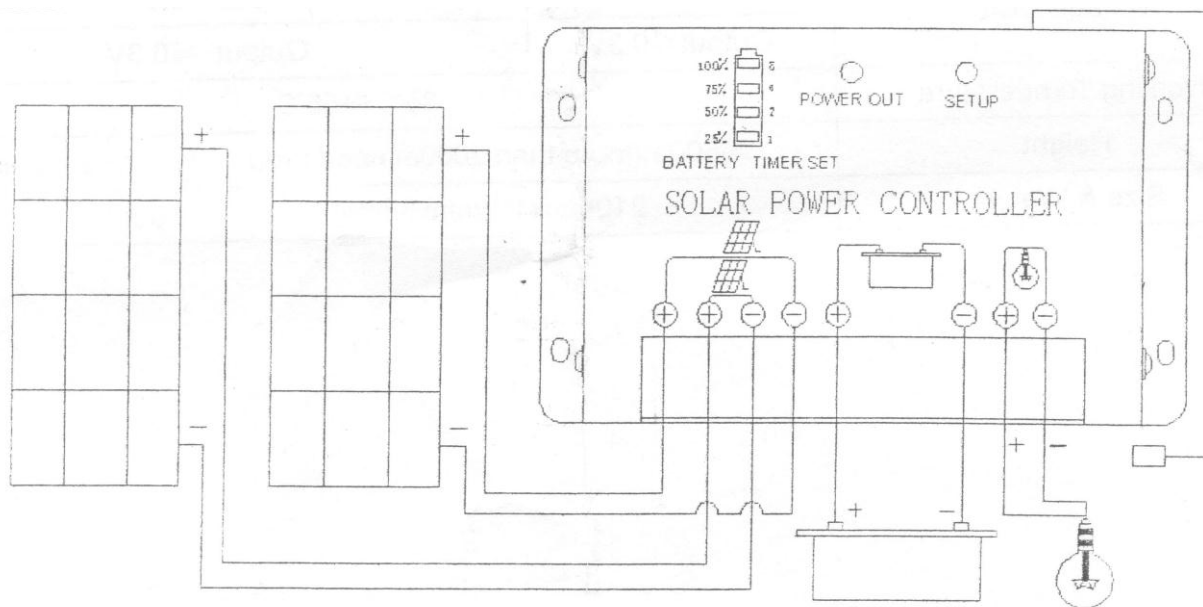 100% 8
75% 4
50% 2
25% 1
POWER OUT SETUP
BATTERY TIMER SET
SOLAR POWER CONTROLLER
+ + - - + - + -
+ -
+ -
+ -
+ -